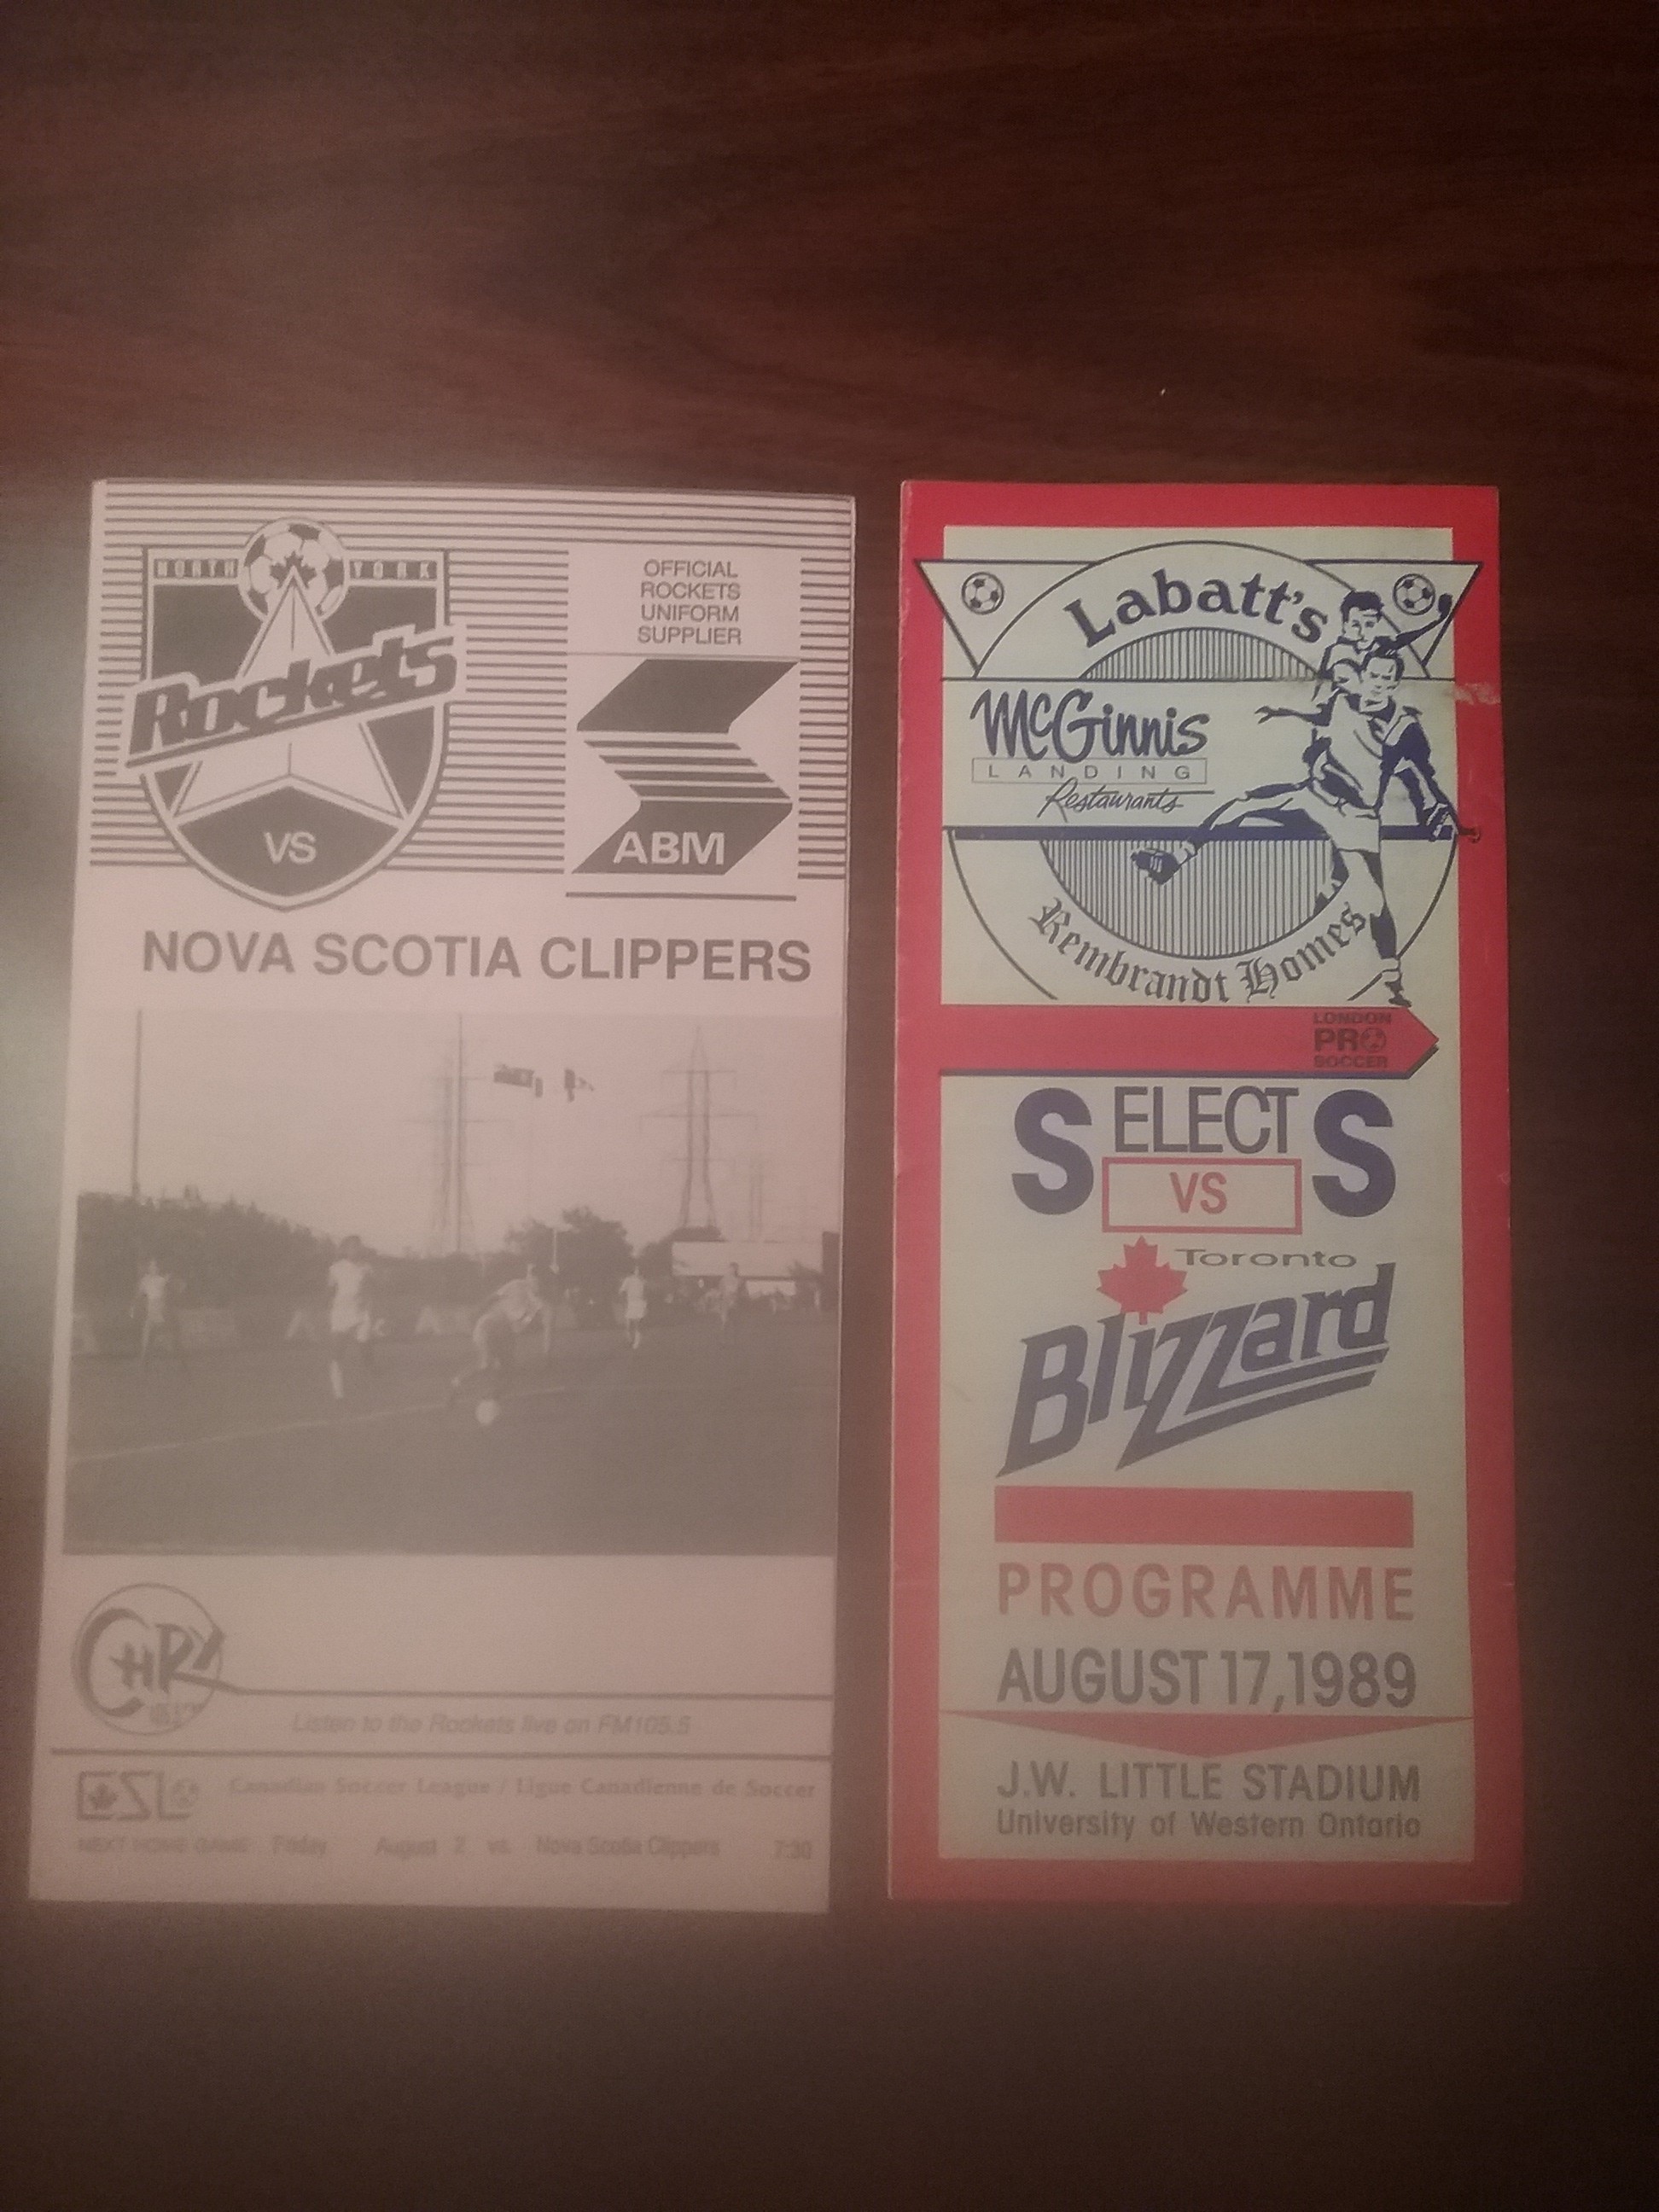 NORTH YORK
Rockets
VS
OFFICIAL
ROCKETS
UNIFORM
SUPPLIER
ABM
NOVA SCOTIA CLIPPERS
CHRY
Listen to the Rockets live on FM105.5
CSL
Canadian Soccer League / Ligue Canadienne de Soccer
NEXT HOME GAME: Friday August 2 vs. Nova Scotia Clippers 7:30
Labatt's
McGinnis
LANDING
Restaurants
Rembrandt Homes
LONDON
PRO
SOCCER
SELECTS
VS
Toronto
Blizzard
PROGRAMME
AUGUST 17, 1989
J.W. LITTLE STADIUM
University of Western Ontario